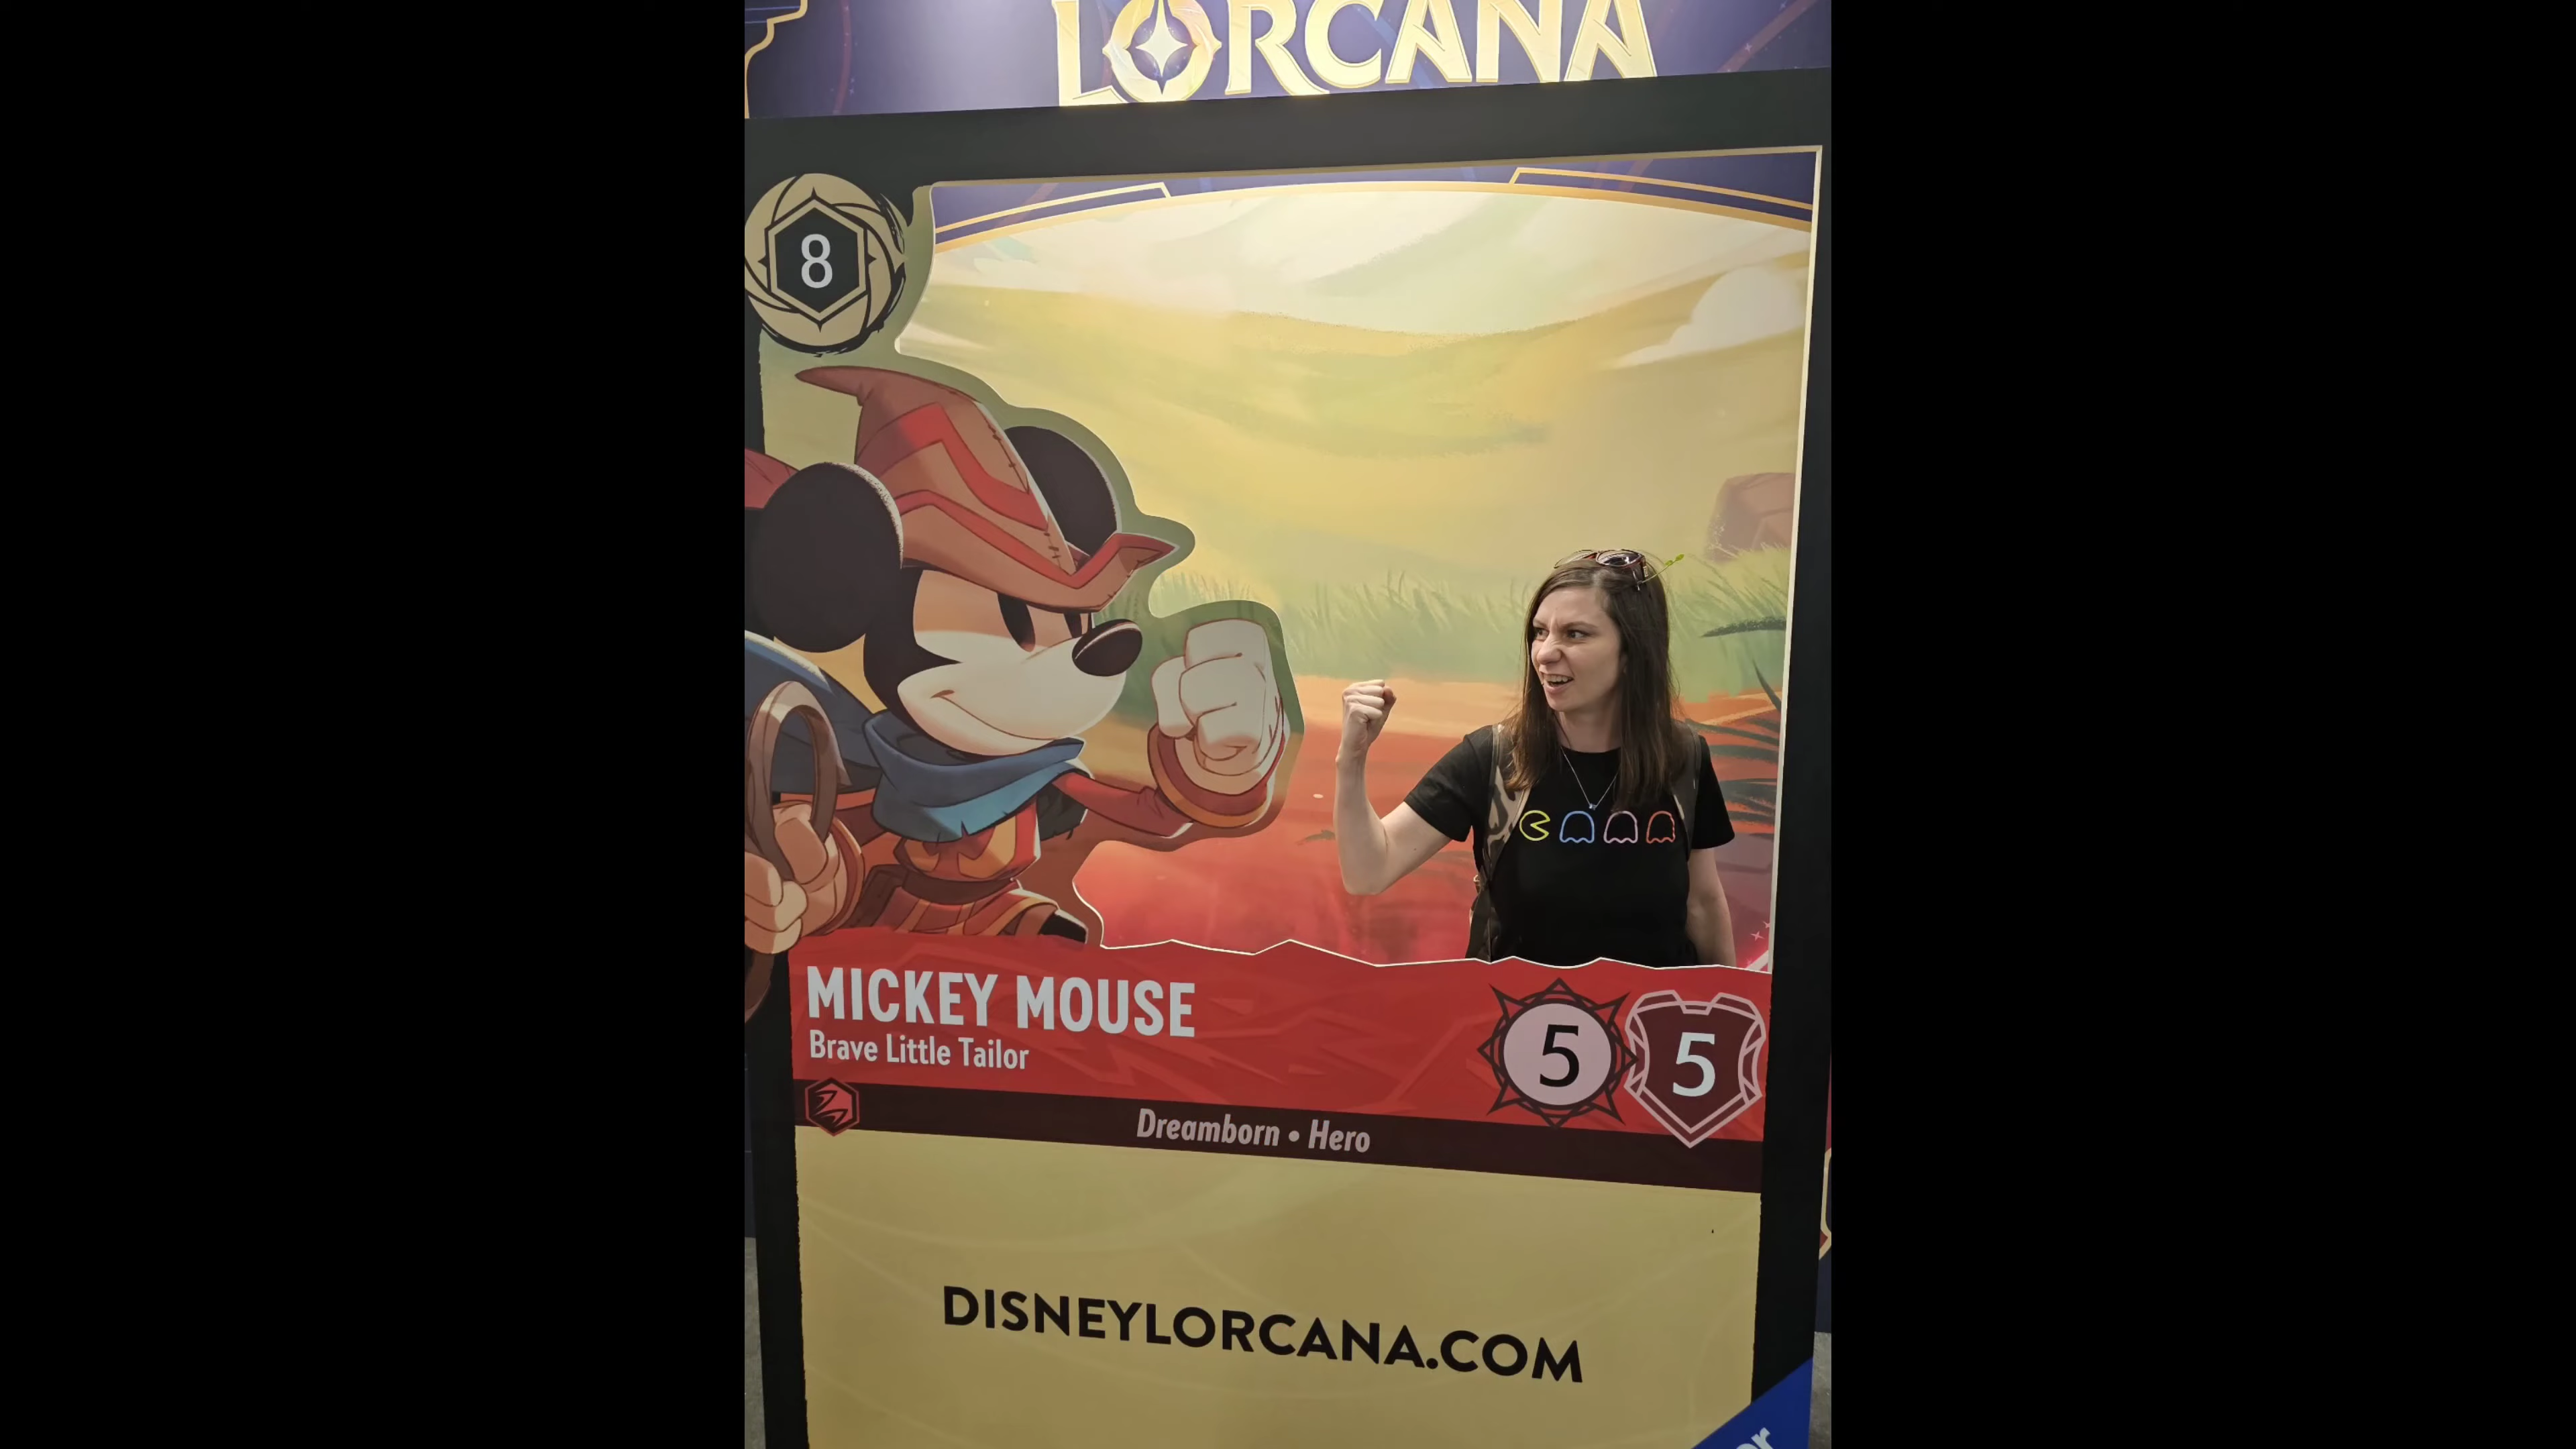 LORCANA
8
MICKEY MOUSE
Brave Little Tailor
5 5
Dreamborn • Hero
DISNEYLORCANA.COM